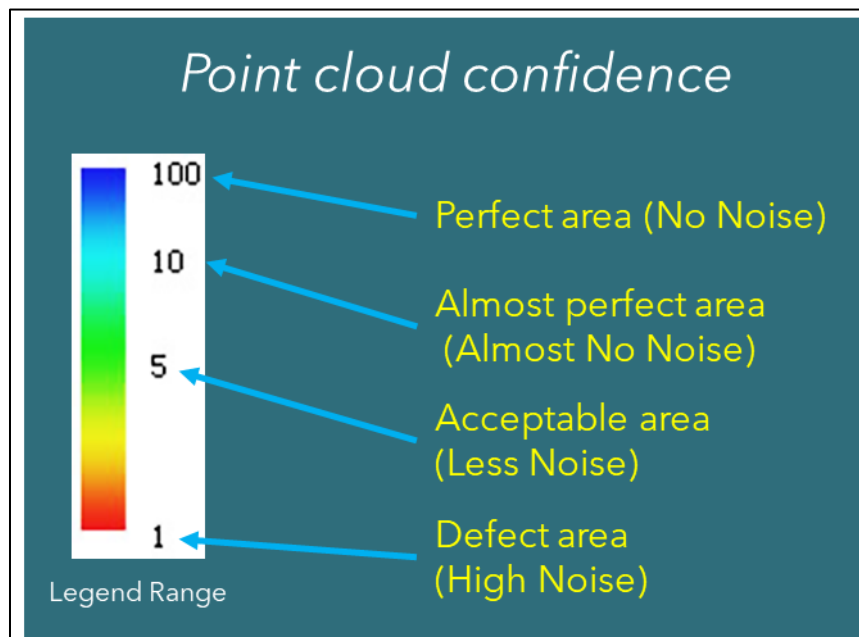 Point cloud confidence
100
Perfect area (No Noise)
10
Almost perfect area
(Almost No Noise)
5
Acceptable area
(Less Noise)
1
Defect area
(High Noise)
Legend Range